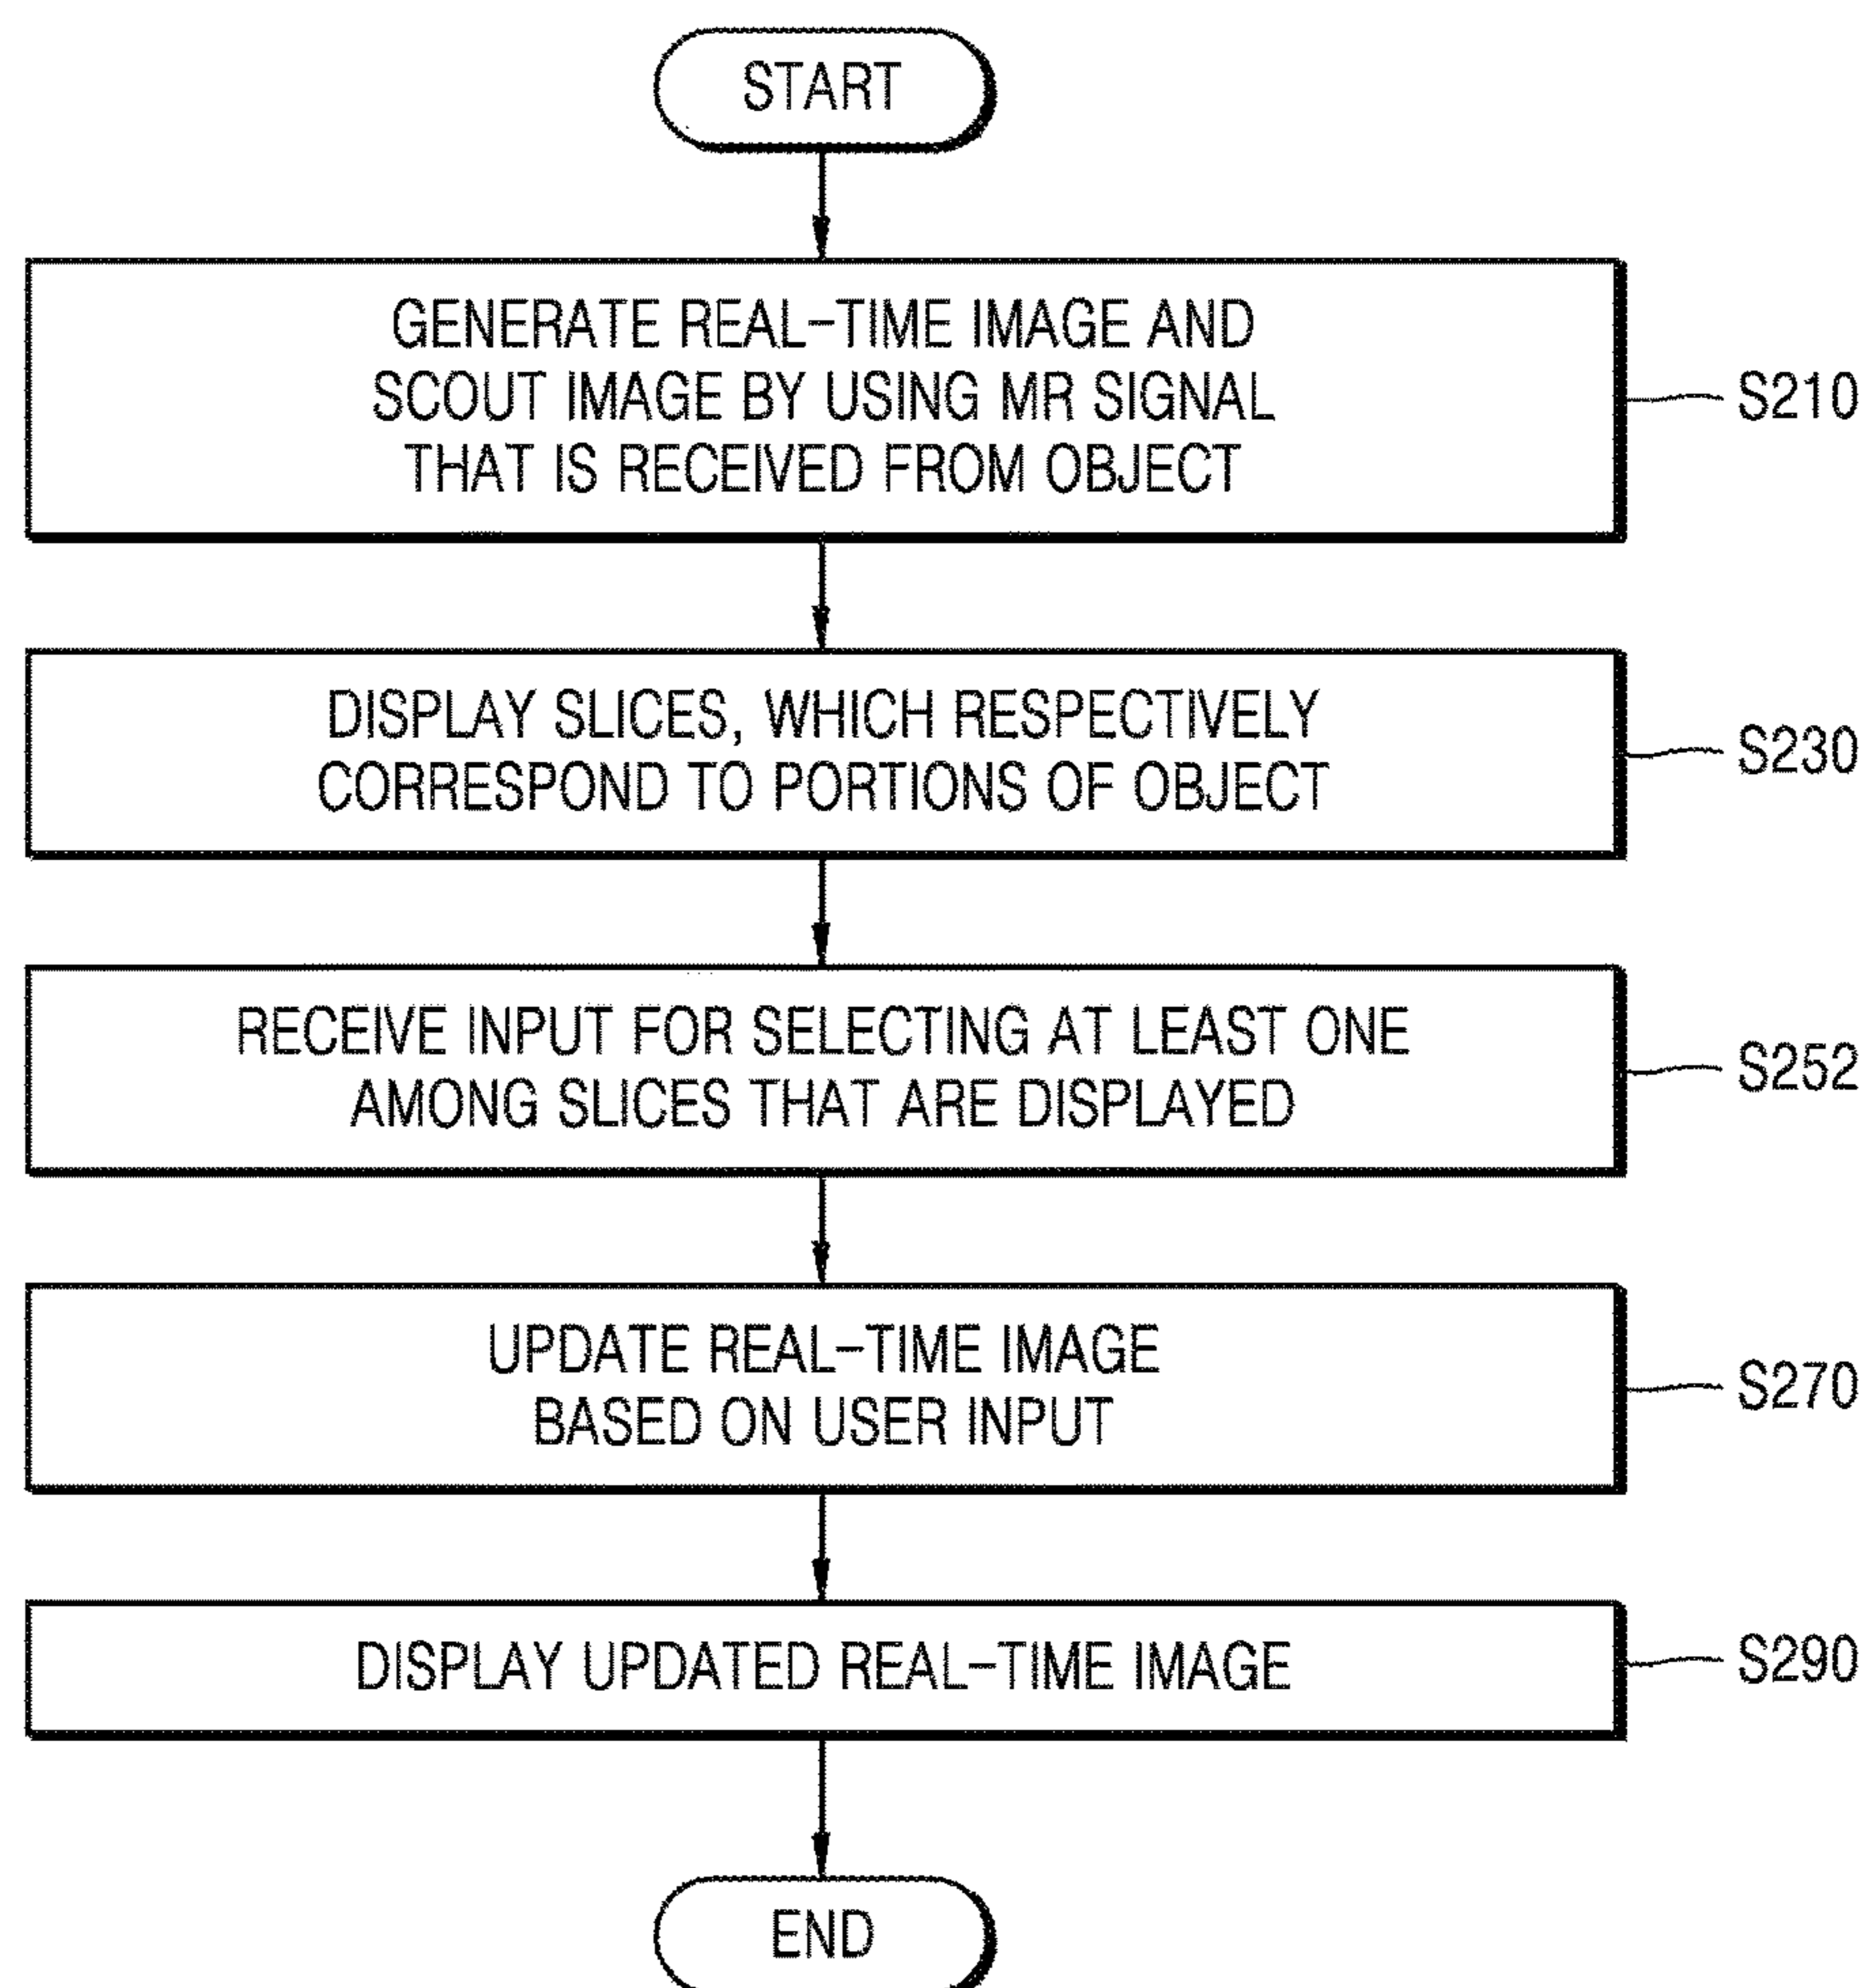 START
GENERATE REAL-TIME IMAGE AND
SCOUT IMAGE BY USING MR SIGNAL
THAT IS RECEIVED FROM OBJECT
S210
DISPLAY SLICES, WHICH RESPECTIVELY
CORRESPOND TO PORTIONS OF OBJECT
S230
RECEIVE INPUT FOR SELECTING AT LEAST ONE
AMONG SLICES THAT ARE DISPLAYED
S252
UPDATE REAL-TIME IMAGE
BASED ON USER INPUT
S270
DISPLAY UPDATED REAL-TIME IMAGE
S290
END